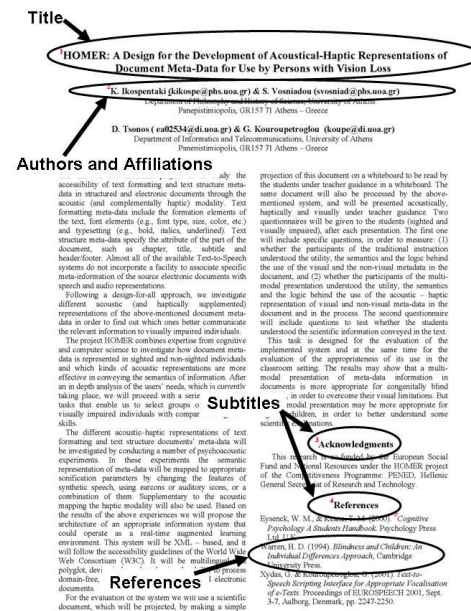 Title
1HOMER: A Design for the Development of Acoustical-Haptic Representations of
Document Meta-Data for Use by Persons with Vision Loss
2K. Ikospentaki (kikospe@phs.uoa.gr) & S. Vosniadou (svosniad@phs.uoa.gr)
Department of Philosophy and History of Science, University of Athens
Panepistimiopolis, GR157 71 Athens – Greece
D. Tsonos ( ea02534@di.uoa.gr) & G. Kouroupetroglou (koupe@di.uoa.gr)
Department of Informatics and Telecommunications, University of Athens
Panepistimiopolis, GR157 71 Athens – Greece
Authors and Affiliations
udy the
accessibility of text formatting and text structure meta-
data in structured and electronic documents through the
acoustic (and complementally haptic) modality. Text
formatting meta-data include the formation elements of
the text, font elements (e.g., font type, size, color, etc.)
and typesetting (e.g., bold, italics, underlined). Text
structure meta-data specify the attribute of the part of the
document, such as chapter, title, subtitle and
header/footer. Almost all of the available Text-to-Speech
systems do not incorporate a facility to associate specific
meta-information of the source electronic documents with
speech and audio representations.
Following a design-for-all approach, we investigate
different acoustic (and haptically supplemented)
representations of the above-mentioned document meta-
data in order to find out which ones better communicate
the relevant information to visually impaired individuals.
The project HOMER combines expertise from cognitive
and computer science to investigate how document meta-
data is represented in sighted and non-sighted individuals
and which kinds of acoustic representations are more
effective in conveying the semantics of information. After
an in depth analysis of the users' needs, which is currently
taking place, we will proceed with a serie
tasks that enable us to select groups o
visually impaired individuals with compar
skills.
The different acoustic-haptic representations of text
formatting and text structure documents' meta-data will
be investigated by conducting a number of psychoacoustic
experiments. In these experiments the semantic
representation of meta-data will be mapped to appropriate
sonification parameters by changing the features of
synthetic speech, using earcons or auditory icons, or a
combination of them. Supplementary to the acoustic
mapping the haptic modality will also be used. Based on
the results of the above experiences we will propose the
architecture of an appropriate information system that
could operate as a real-time augmented learning
environment. This system will be XML – based, and it
will follow the accessibility guidelines of the World Wide
Web Consortium (W3C). It will be multilingual
polyglot, devi to process
domain-free, l electronic
documents
For the evaluation of the system we will use a scientific
document, which will be projected, by making a simple
projection of this document on a whiteboard to be read by
the students under teacher guidance in a whiteboard. The
same document will also be processed by the above-
mentioned system, and will be presented acoustically,
haptically and visually under teacher guidance. Two
questionnaires will be given to the students (sighted and
visually impaired), after each presentation. The first one
will include specific questions, in order to measure: (1)
whether the participants of the traditional instruction
understood the utility, the semantics and the logic behind
the use of the visual and the non-visual metadata in the
document, and (2) whether the participants of the multi-
modal presentation understood the utility, the semantics
and the logic behind the use of the acoustic – haptic
representation of visual and non-visual meta-data in the
document and in the process. The second questionnaire
will include questions to test whether the students
understood the scientific information conveyed in the text.
This task is designed for the evaluation of the
implemented system and at the same time for the
evaluation of the appropriateness of its use in the
classroom setting. The results may show that a multi-
modal presentation of meta-data information in
documents is more appropriate for congenitally blind
, in order to overcome their visual limitations. But
modal presentation may be more appropriate for
children, in order to better understand some
scientific explanations.
Subtitles
3Acknowledgments
This research is co-funded by the European Social
Fund and National Resources under the HOMER project
of the Competitiveness Programme: PENED, Hellenic
General Secretariat of Research and Technology.
4References
Eysenck, W. M., & Keane, T. M. (2000). Cognitive
Psychology A Students Handbook. Psychology Press
Ltd, U.K.
Warren, H. D. (1994). Blindness and Children: An
Individual Differences Approach, Cambridge
University Press.
Xydas, G. & Kouroupetroglou, G. (2001). Text-to-
Speech Scripting Interface for Appropriate Vocalisation
of e-Texts. Proceedings of EUROSPEECH 2001, Sept.
3-7, Aalborg, Denmark, pp. 2247-2250.
References